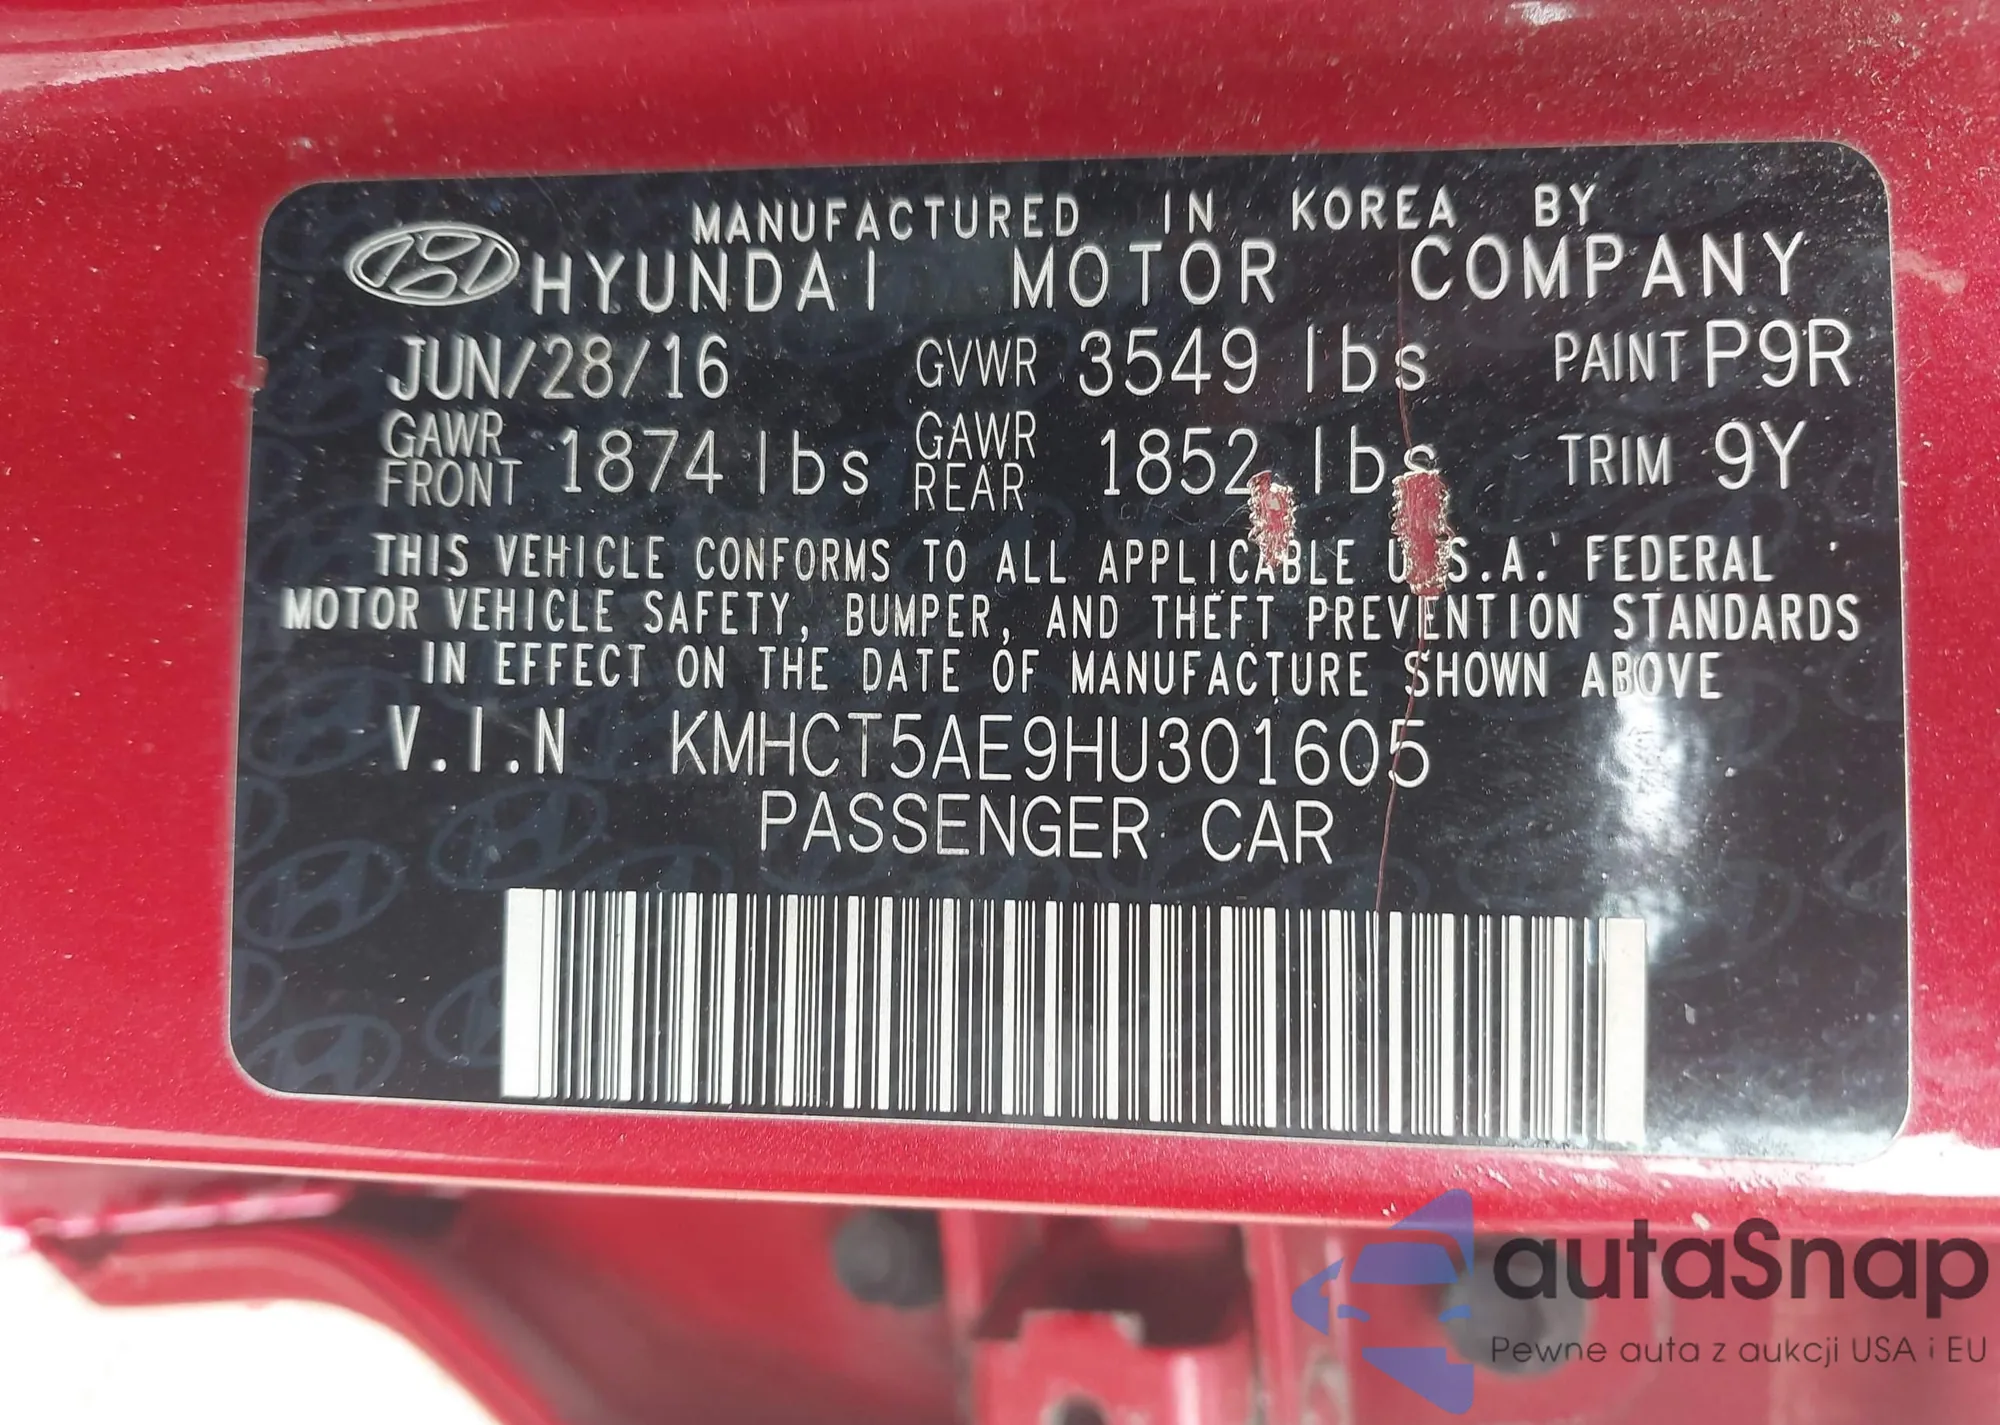 MANUFACTURED IN KOREA BY
HYUNDAI MOTOR COMPANY
JUN/28/16 GVWR 3549 lbs PAINT P9R
GAWR FRONT 1874 lbs GAWR REAR 1852 lbs TRIM 9Y
THIS VEHICLE CONFORMS TO ALL APPLICABLE U.S.A. FEDERAL
MOTOR VEHICLE SAFETY, BUMPER, AND THEFT PREVENTION STANDARDS
IN EFFECT ON THE DATE OF MANUFACTURE SHOWN ABOVE
V.I.N KMHCT5AE9HU301605
PASSENGER CAR
autaSnap
Pewne auta z aukcji USA i EU